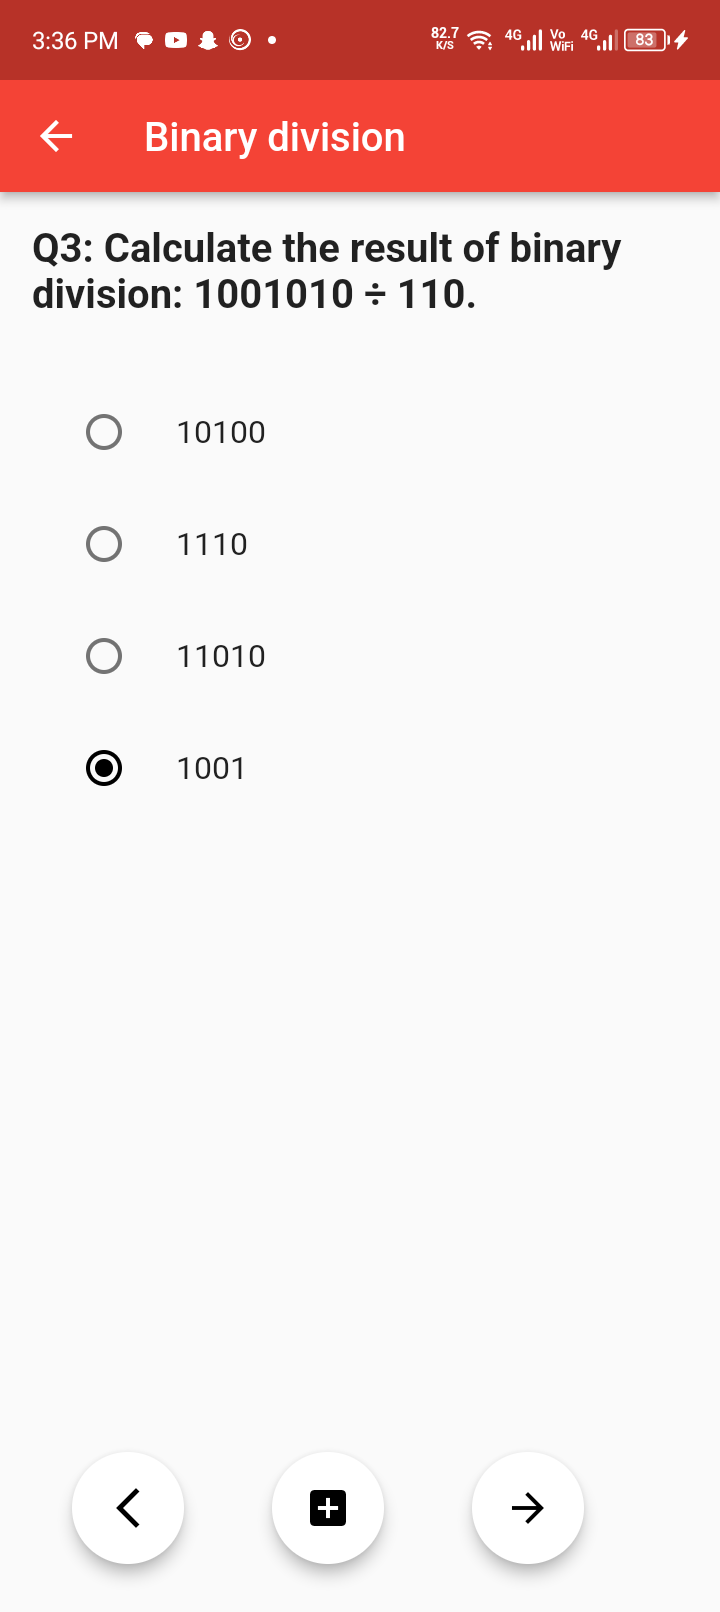 3:36 PM 82.7 K/S 4G Vo WiFi 4G 83
Binary division
Q3: Calculate the result of binary
division: 1001010 ÷ 110.
10100
1110
11010
1001